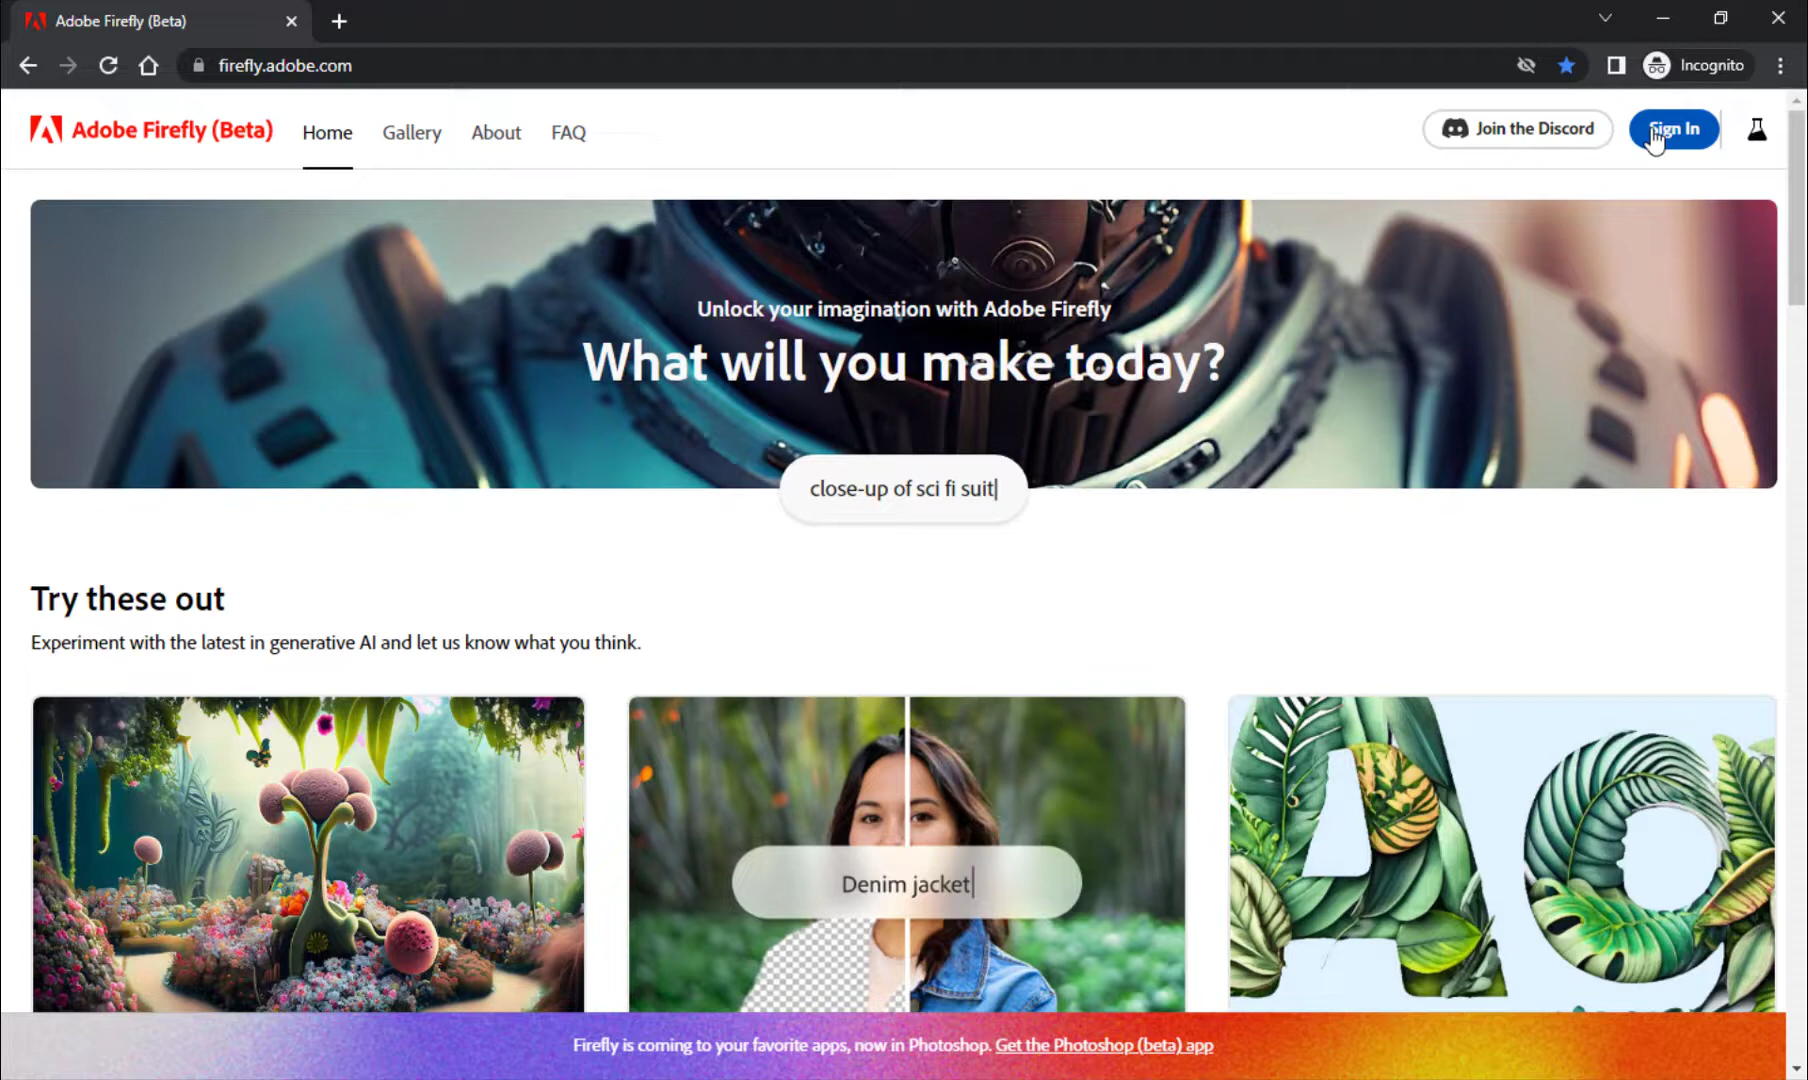 Adobe Firefly (Beta)
firefly.adobe.com
Incognito
Adobe Firefly (Beta)
Home
Gallery
About
FAQ
Join the Discord
Sign In
Unlock your imagination with Adobe Firefly
What will you make today?
close-up of sci fi suit
Try these out
Experiment with the latest in generative AI and let us know what you think.
Denim jacket
Ag
Firefly is coming to your favorite apps, now in Photoshop. Get the Photoshop (beta) app